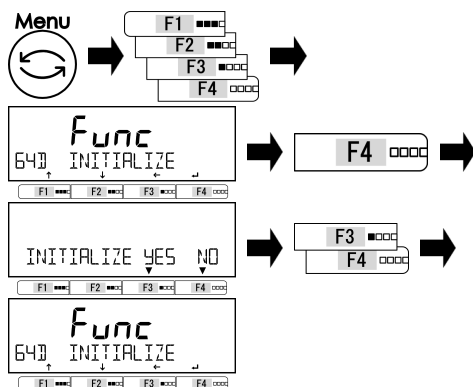 Menu
F1
F2
F3
F4
Func
64D INITIALIZE
F1 F2 F3 F4
F4
INITIALIZE YES NO
F1 F2 F3 F4
F3
F4
Func
64D INITIALIZE
F1 F2 F3 F4